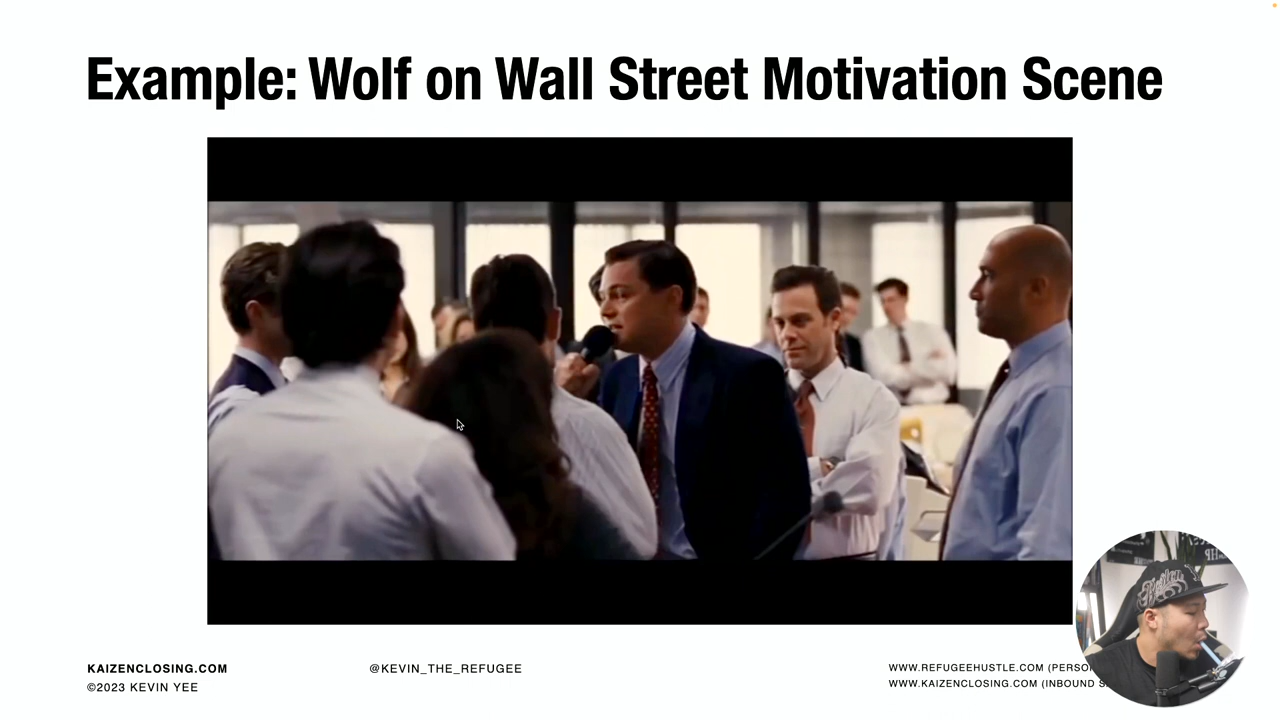 Example: Wolf on Wall Street Motivation Scene
KAIZENCLOSING.COM
©2023 KEVIN YEE
@KEVIN_THE_REFUGEE
WWW.REFUGEEHUSTLE.COM
WWW.KAIZENCLOSING.COM (INBOUND